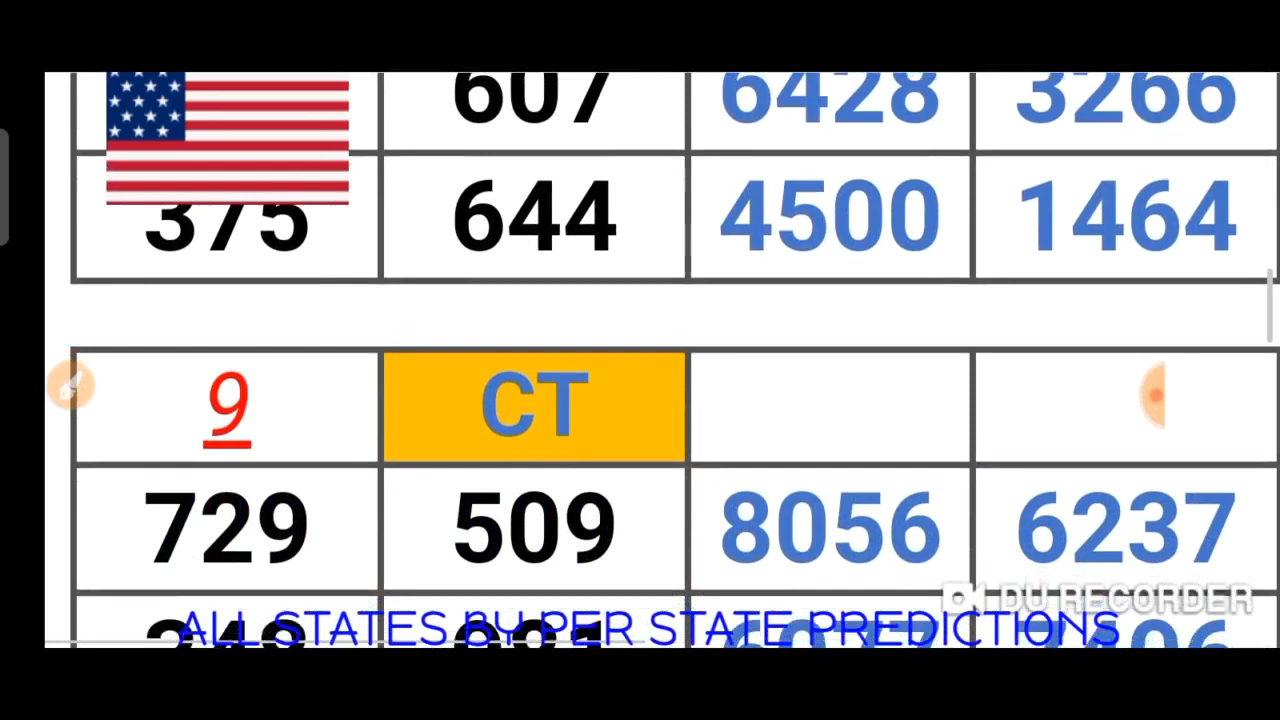 607 6428 3266
375 644 4500 1464
9 CT
729 509 8056 6237
DU RECORDER
ALL STATES BY PER STATE PREDICTIONS